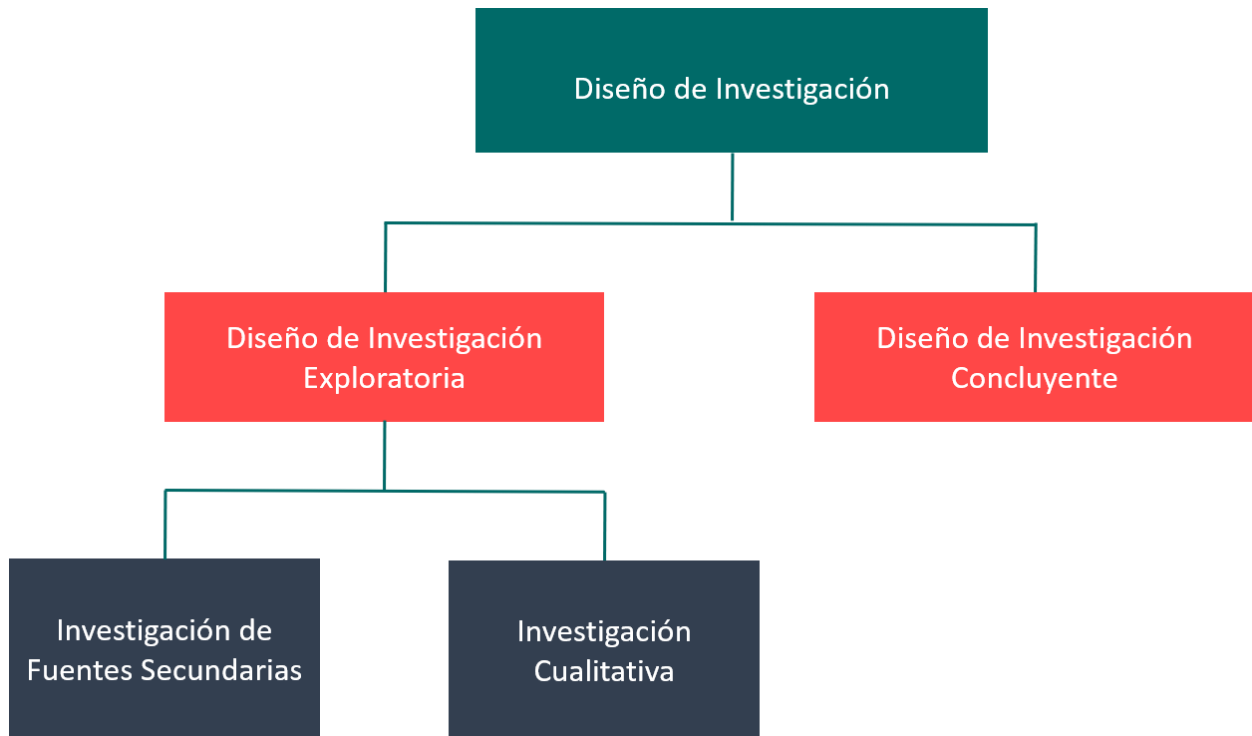 Diseño de Investigación
Diseño de Investigación
Exploratoria
Diseño de Investigación
Concluyente
Investigación de
Fuentes Secundarias
Investigación
Cualitativa